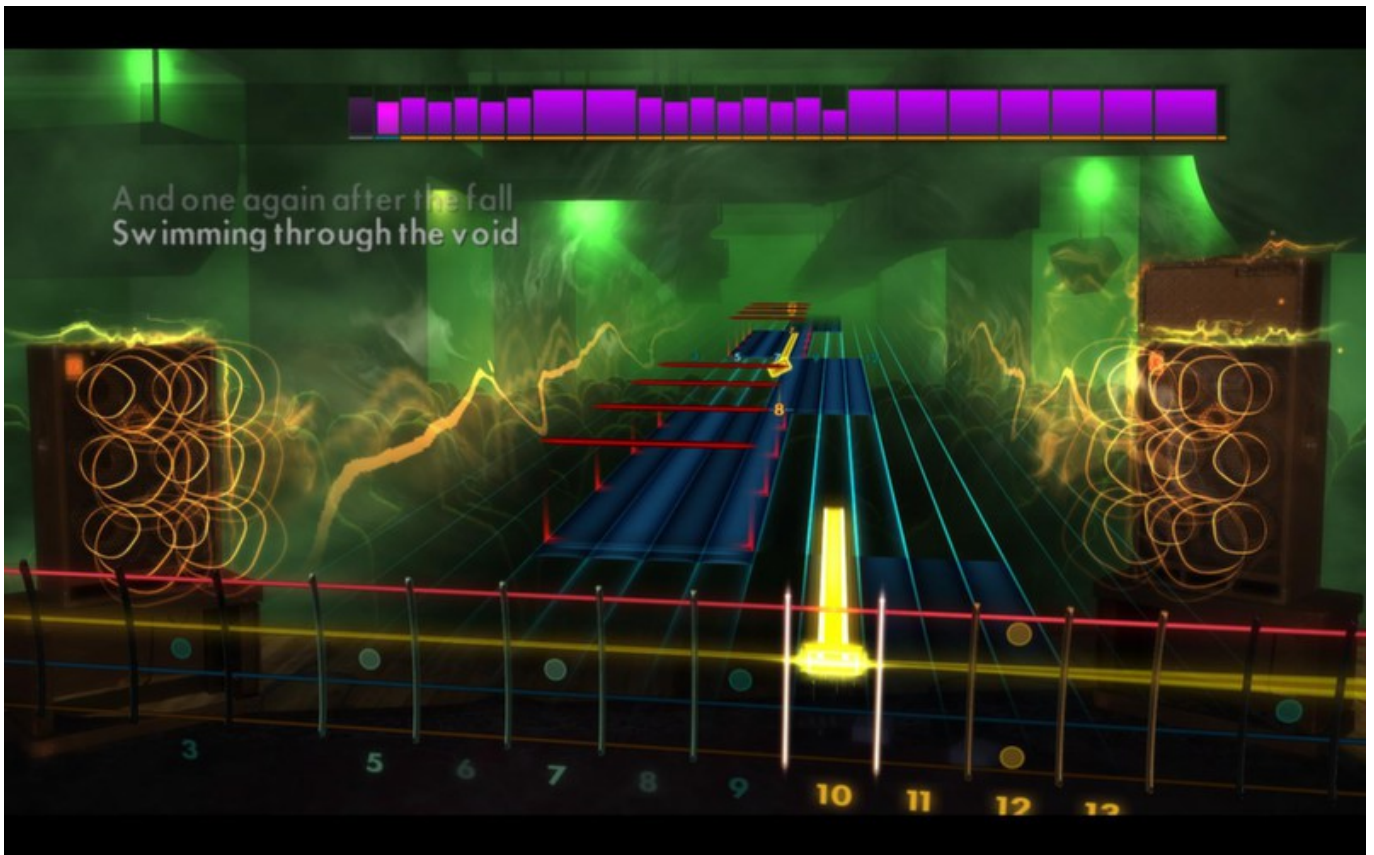 And one again after the fall
Swimming through the void
8
3 5 6 7 8 9 10 11 12 13